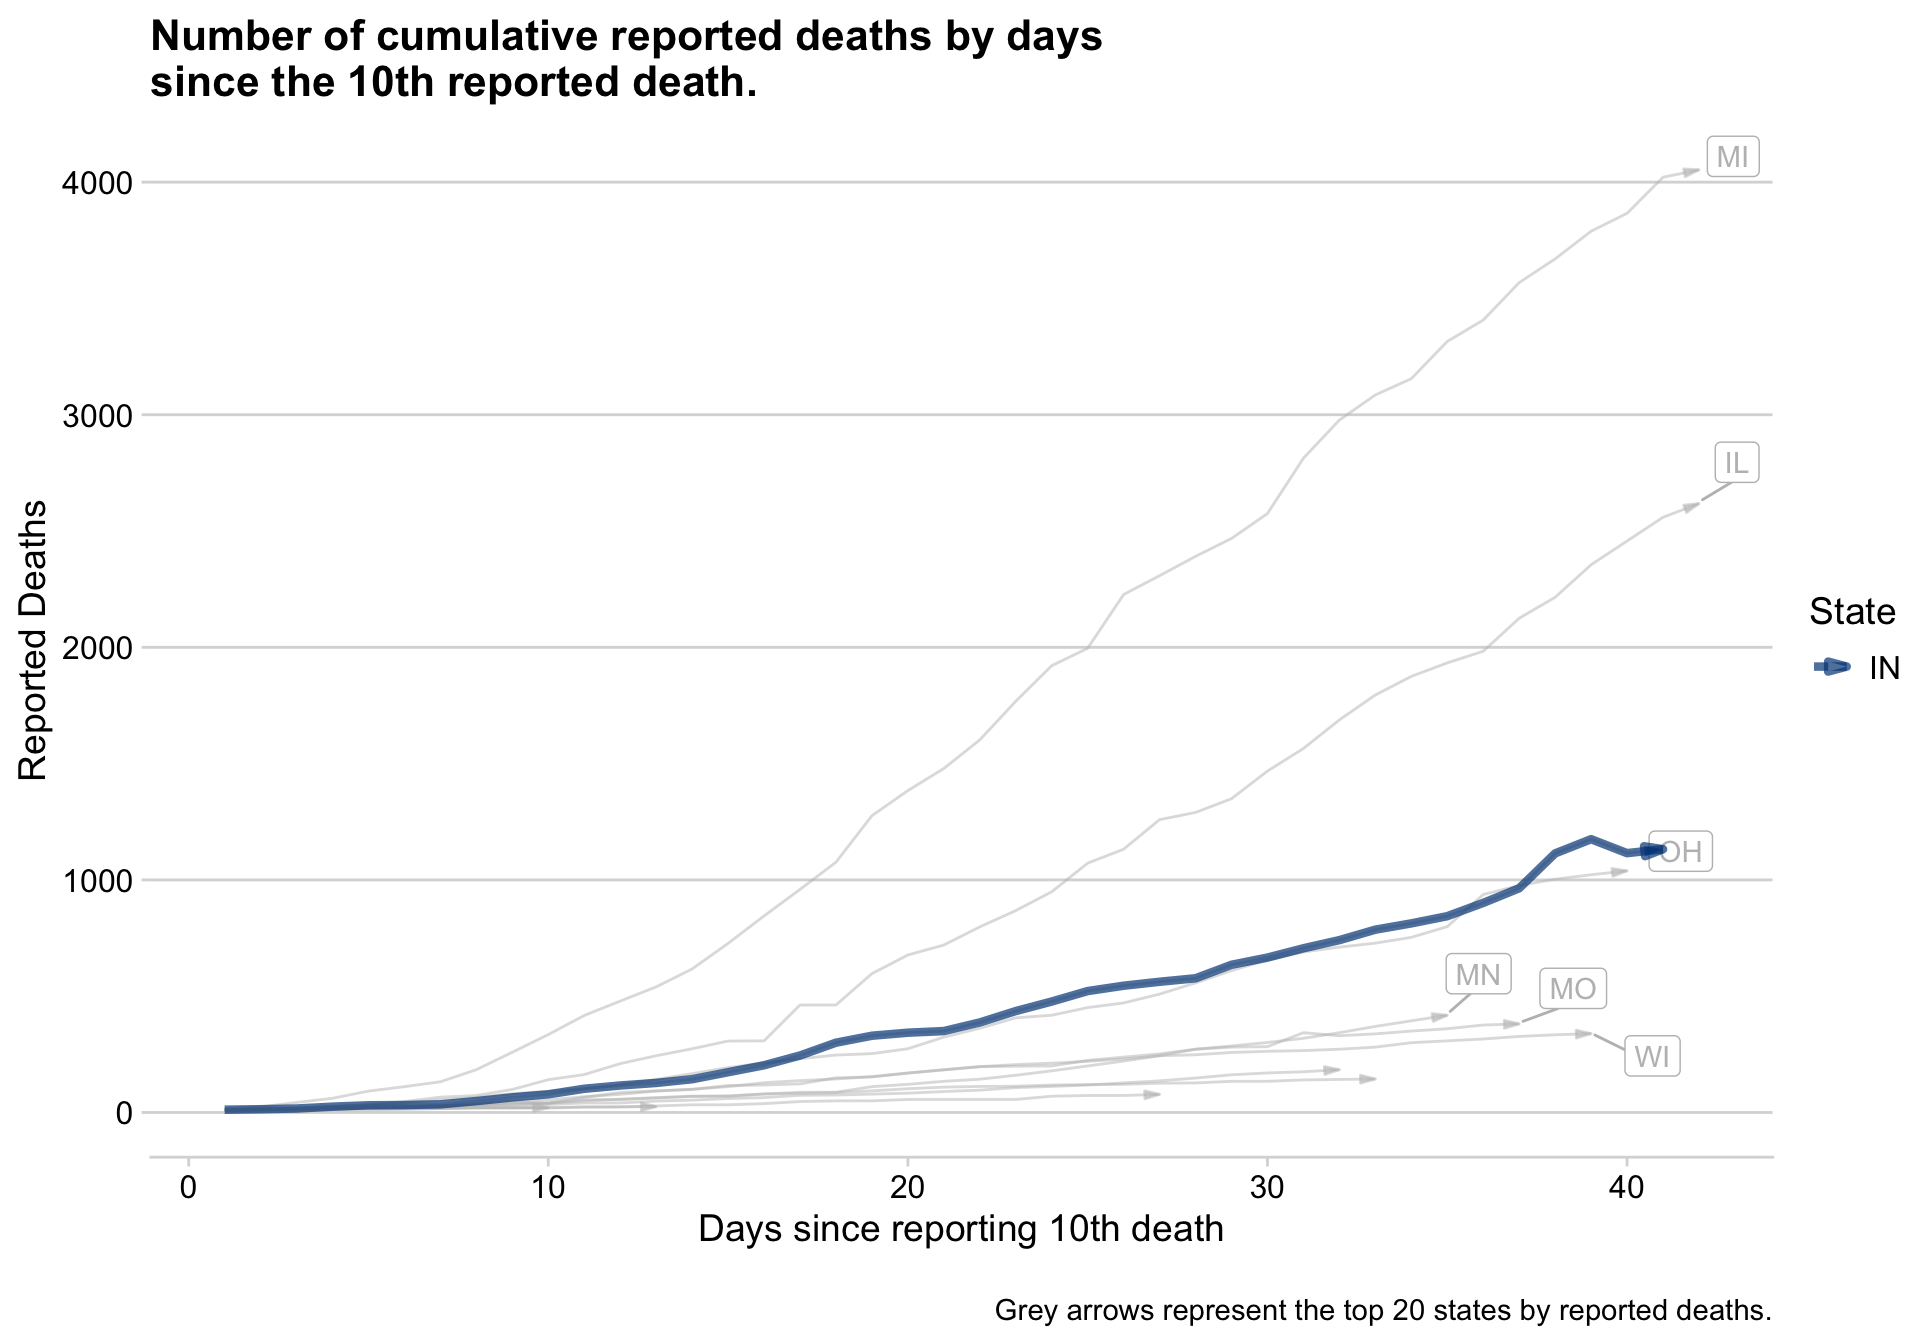 Number of cumulative reported deaths by days
since the 10th reported death.
MI
4000
IL
3000
Reported Deaths
2000
State
IN
OH
1000
MN
MO
WI
0
0 10 20 30 40
Days since reporting 10th death
Grey arrows represent the top 20 states by reported deaths.